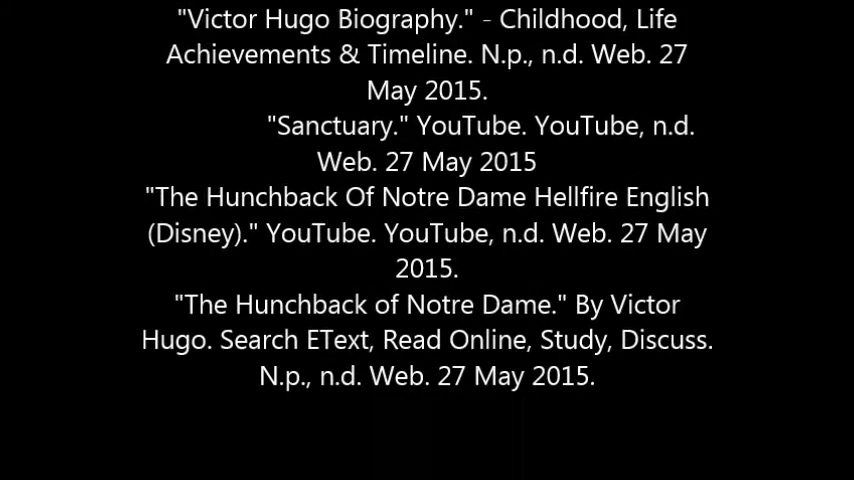 "Victor Hugo Biography." - Childhood, Life
Achievements & Timeline. N.p., n.d. Web. 27
May 2015.
"Sanctuary." YouTube. YouTube, n.d.
Web. 27 May 2015
"The Hunchback Of Notre Dame Hellfire English
(Disney)." YouTube. YouTube, n.d. Web. 27 May
2015.
"The Hunchback of Notre Dame." By Victor
Hugo. Search EText, Read Online, Study, Discuss.
N.p., n.d. Web. 27 May 2015.